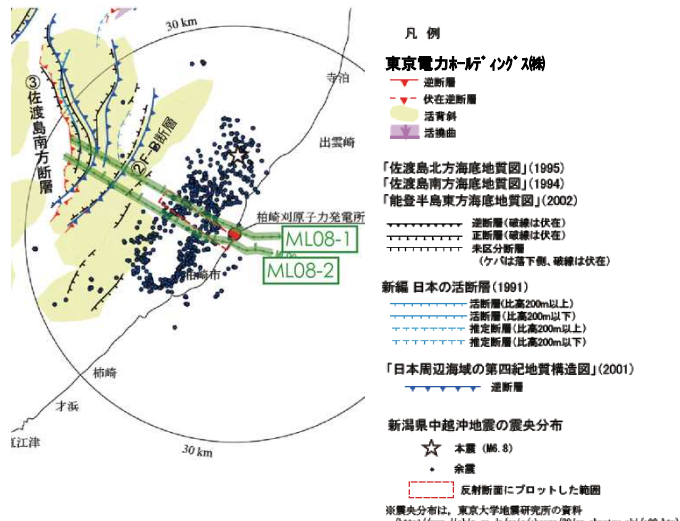 30 km
寺泊
出雲崎
③佐渡島南方断層
2F-B断層
柏崎刈原子力発電所
ML08-1
ML08-2
柏崎市
柿崎
才浜
直江津
30 km
凡 例
東京電力ホールディングス㈱
逆断層
伏在逆断層
活背斜
活撓曲
「佐渡島北方海底地質図」(1995)
「佐渡島南方海底地質図」(1994)
「能登半島東方海底地質図」(2002)
逆断層(破線は伏在)
正断層(破線は伏在)
未区分断層
(ケバは落下側、破線は伏在)
新編 日本の活断層(1991)
活断層(比高200m以上)
活断層(比高200m以下)
推定断層(比高200m以上)
推定断層(比高200m以下)
「日本周辺海域の第四紀地質構造図」(2001)
逆断層
新潟県中越沖地震の震央分布
本震 (M6.8)
余震
反射断面にプロットした範囲
※震央分布は，東京大学地震研究所の資料